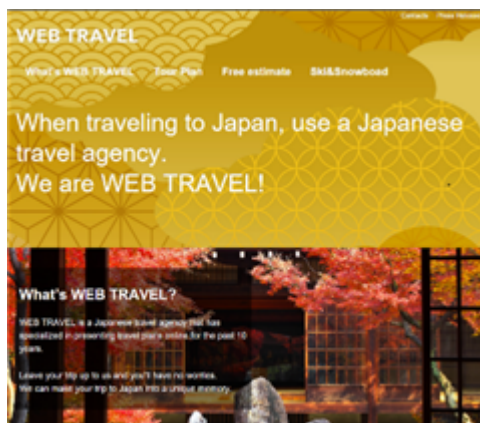 Contacts Press Release
WEB TRAVEL
What's WEB TRAVEL Tour Plan Free estimate Ski&Snowboad
When traveling to Japan, use a Japanese
travel agency.
We are WEB TRAVEL!
What's WEB TRAVEL?
WEB TRAVEL is a Japanese travel agency that has
specialized in presenting travel plans online for the past 10
years.
Leave your trip up to us and you'll have no worries.
We can make your trip to Japan into a unique memory.